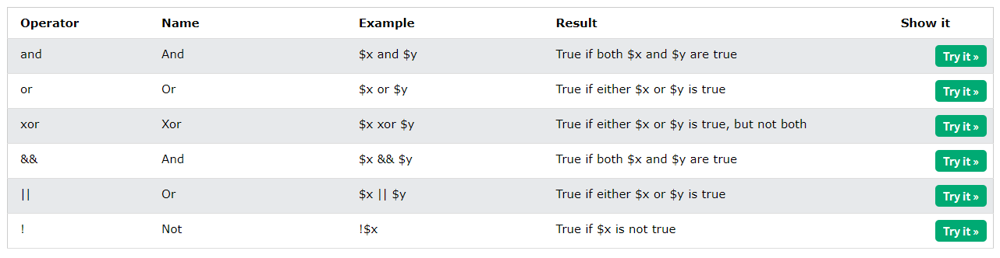 Operator Name Example Result Show it
and And $x and $y True if both $x and $y are true Try it »
or Or $x or $y True if either $x or $y is true Try it »
xor Xor $x xor $y True if either $x or $y is true, but not both Try it »
&& And $x && $y True if both $x and $y are true Try it »
|| Or $x || $y True if either $x or $y is true Try it »
! Not !$x True if $x is not true Try it »